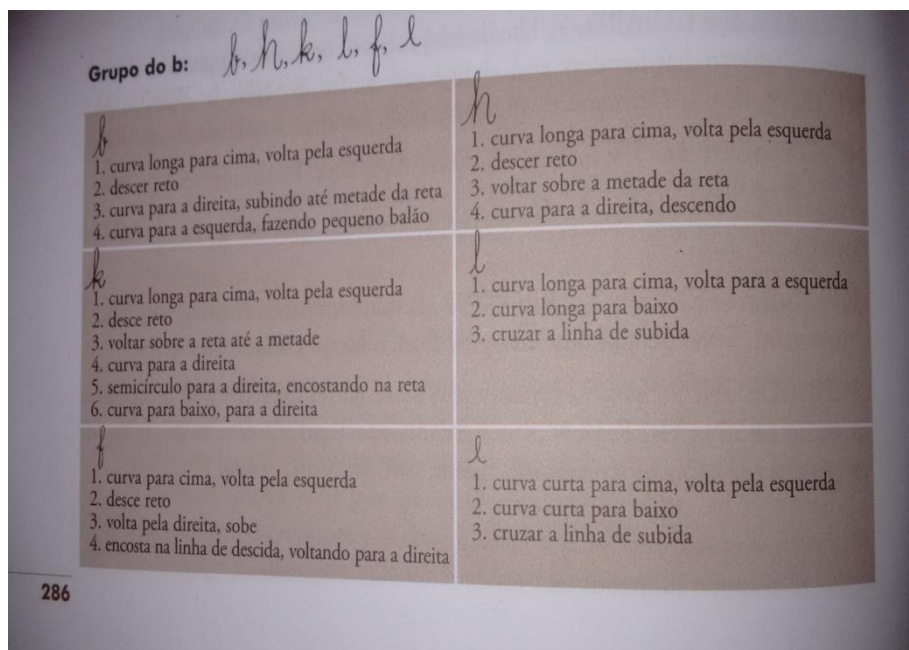 Grupo do b: b, h, k, l, f, e
b
1. curva longa para cima, volta pela esquerda
2. descer reto
3. curva para a direita, subindo até metade da reta
4. curva para a esquerda, fazendo pequeno balão
h
1. curva longa para cima, volta pela esquerda
2. descer reto
3. voltar sobre a metade da reta
4. curva para a direita, descendo
k
1. curva longa para cima, volta pela esquerda
2. desce reto
3. voltar sobre a reta até a metade
4. curva para a direita
5. semicírculo para a direita, encostando na reta
6. curva para baixo, para a direita
l
1. curva longa para cima, volta para a esquerda
2. curva longa para baixo
3. cruzar a linha de subida
f
1. curva para cima, volta pela esquerda
2. desce reto
3. volta pela direita, sobe
4. encosta na linha de descida, voltando para a direita
e
1. curva curta para cima, volta pela esquerda
2. curva curta para baixo
3. cruzar a linha de subida
286